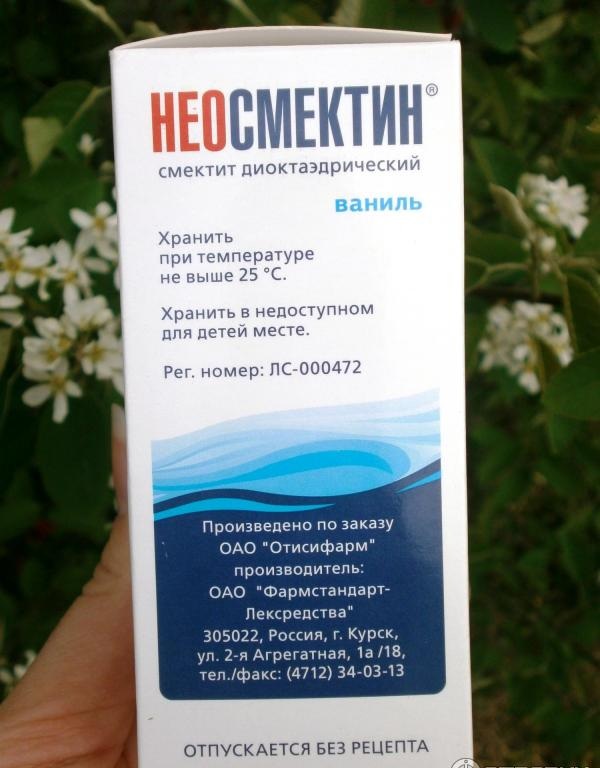 НЕОСМЕКТИН®
смектит диоктаэдрический
ваниль
Хранить
при температуре
не выше 25 °С.
Хранить в недоступном
для детей месте.
Рег. номер: ЛС-000472
Произведено по заказу
ОАО "Отисифарм"
производитель:
ОАО "Фармстандарт-
Лексредства"
305022, Россия, г. Курск,
ул. 2-я Агрегатная, 1а /18,
тел./факс: (4712) 34-03-13
ОТПУСКАЕТСЯ БЕЗ РЕЦЕПТА